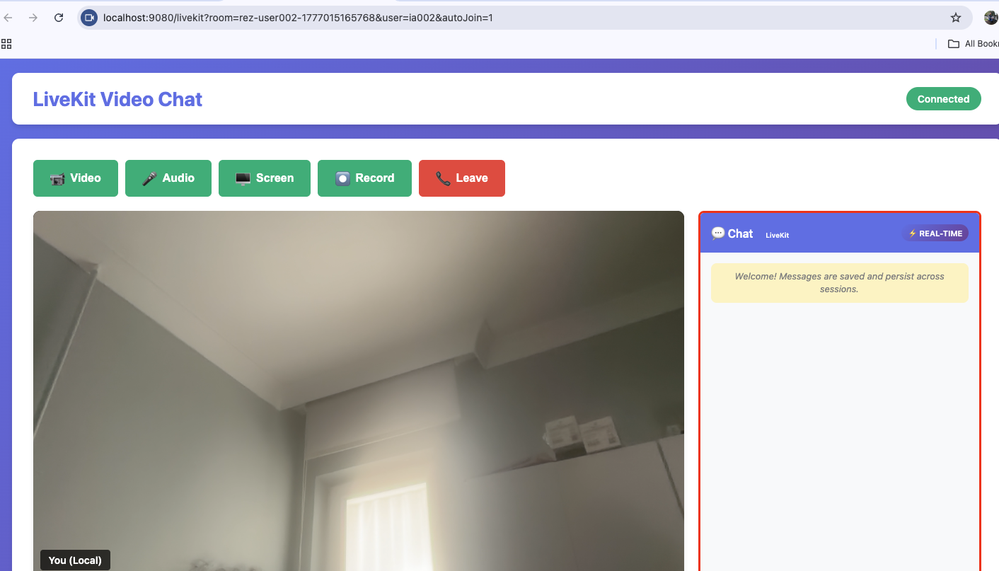 localhost:9080/livekit?room=rez-user002-1777015165768&user=ia002&autoJoin=1
All Book
LiveKit Video Chat
Connected
Video
Audio
Screen
Record
Leave
Chat
LiveKit
⚡ REAL-TIME
Welcome! Messages are saved and persist across
sessions.
You (Local)